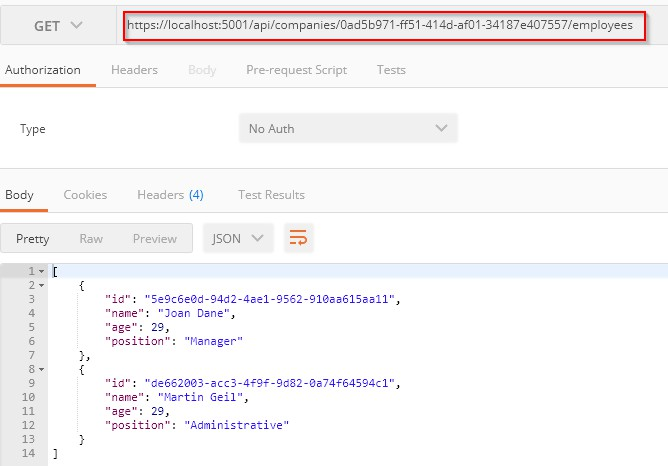 GET https://localhost:5001/api/companies/0ad5b971-ff51-414d-af01-34187e407557/employees
Authorization Headers Body Pre-request Script Tests
Type No Auth
Body Cookies Headers (4) Test Results
Pretty Raw Preview JSON
1 [
2 {
3 "id": "5e9c6e0d-94d2-4ae1-9562-910aa615aa11",
4 "name": "Joan Dane",
5 "age": 29,
6 "position": "Manager"
7 },
8 {
9 "id": "de662003-acc3-4f9f-9d82-0a74f64594c1",
10 "name": "Martin Geil",
11 "age": 29,
12 "position": "Administrative"
13 }
14 ]